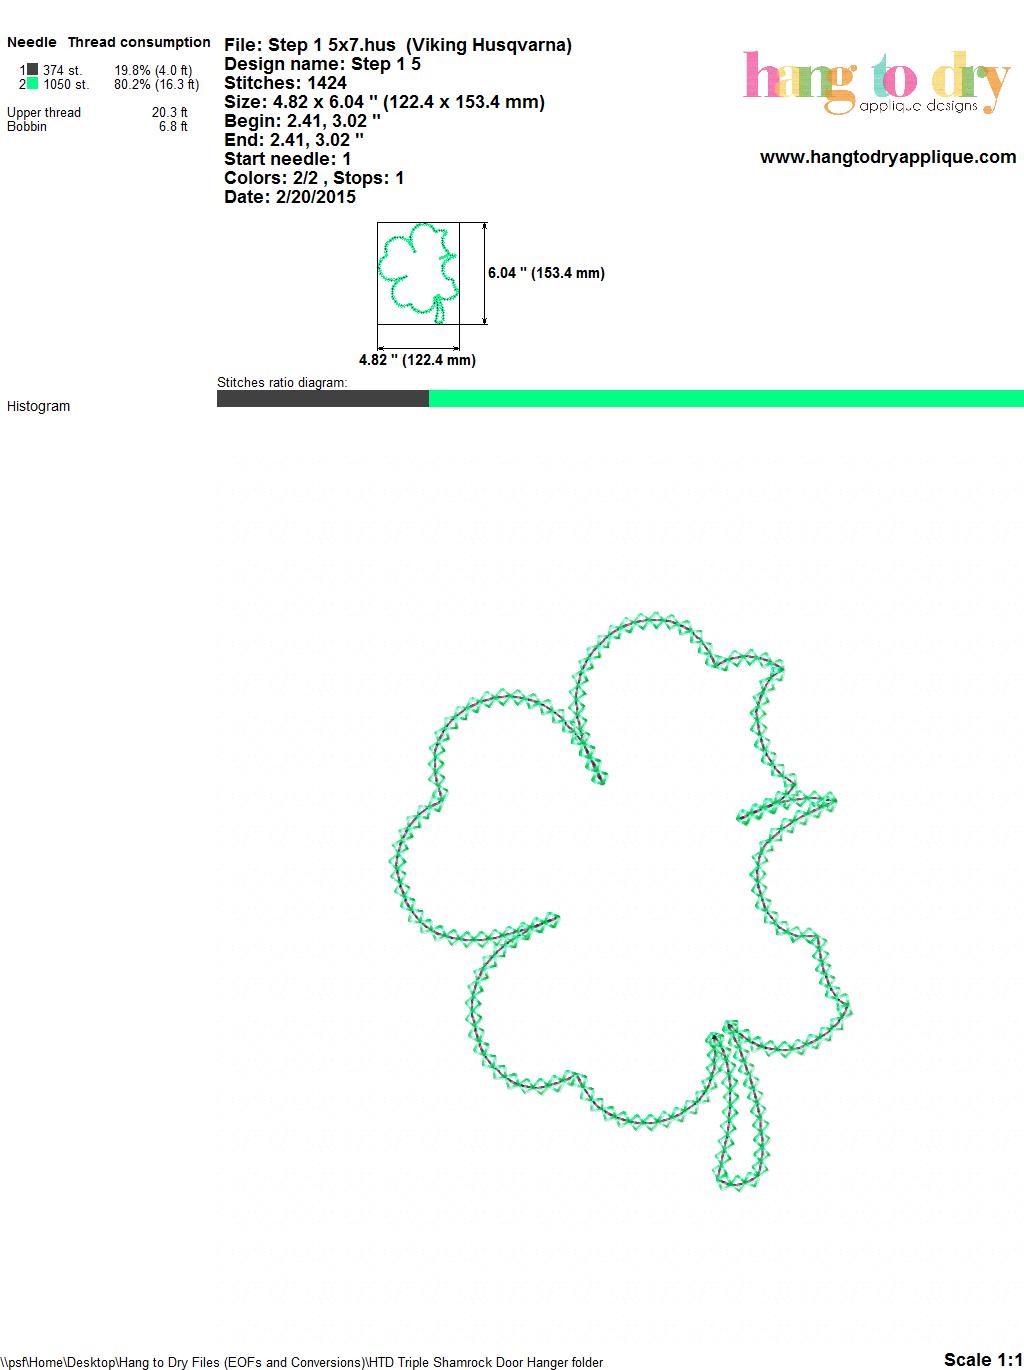 Needle Thread consumption
1 374 st. 19.8% (4.0 ft)
2 1050 st. 80.2% (16.3 ft)
Upper thread 20.3 ft
Bobbin 6.8 ft
File: Step 1 5x7.hus (Viking Husqvarna)
Design name: Step 1 5
Stitches: 1424
Size: 4.82 x 6.04 " (122.4 x 153.4 mm)
Begin: 2.41, 3.02 "
End: 2.41, 3.02 "
Start needle: 1
Colors: 2/2 , Stops: 1
Date: 2/20/2015
hang to dry
applique designs
www.hangtodryapplique.com
6.04 " (153.4 mm)
4.82 " (122.4 mm)
Stitches ratio diagram:
Histogram
\\psf\Home\Desktop\Hang to Dry Files (EOFs and Conversions)\HTD Triple Shamrock Door Hanger folder
Scale 1:1